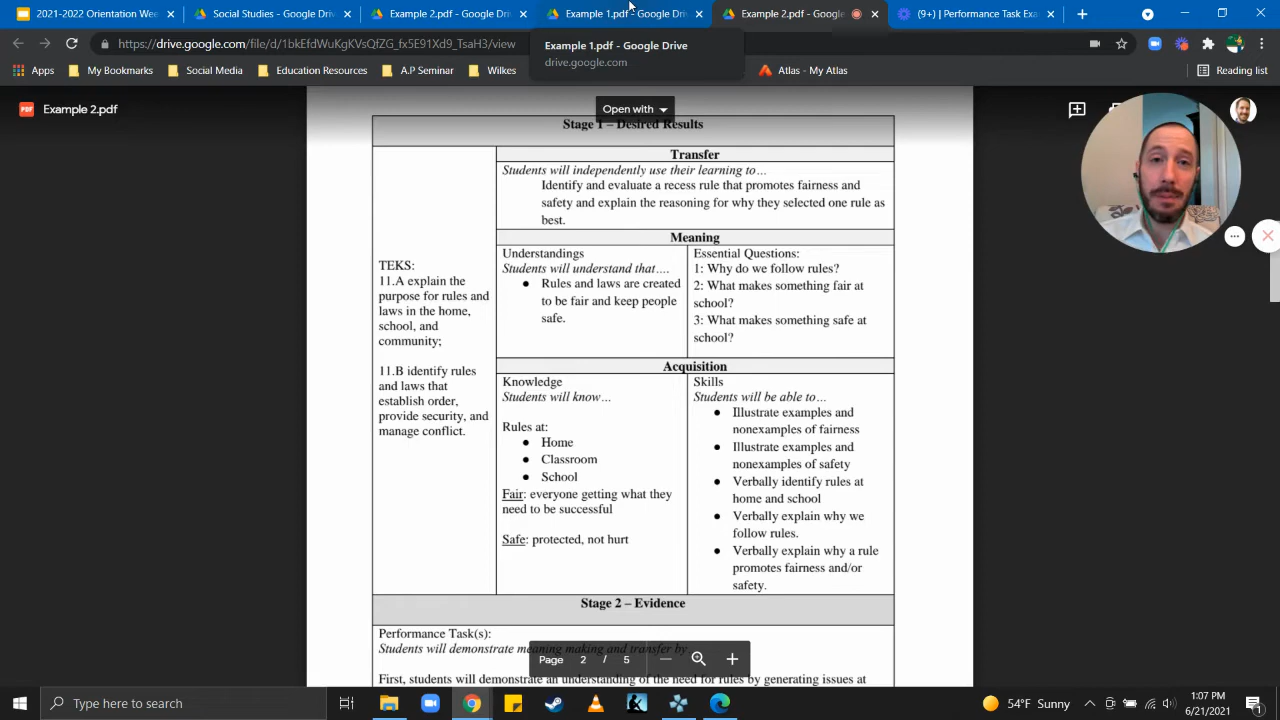 2021-2022 Orientation Wee
Social Studies - Google Driv
Example 2.pdf - Google Driv
Example 1.pdf - Google Driv
Example 2.pdf - Google
(9+) | Performance Task Exa
drive.google.com/file/d/1bkEfdWuKgKVsQfZG_fx5E91Xd9_TsaH3/view
Example 1.pdf - Google Drive
drive.google.com
Apps
Social Media
Education Resources
A.P Seminar
Wilkes
Atlas - My Atlas
Reading list
PDF
Example 2.pdf
Open with
Stage 1 – Desired Results
Transfer
Students will independently use their learning to…
Identify and evaluate a recess rule that promotes fairness and
safety and explain the reasoning for why they selected one rule as
best.
Meaning
TEKS:
11.A explain the
purpose for rules and
laws in the home,
school, and
community;
11.B identify rules
and laws that
establish order,
provide security, and
manage conflict.
Understandings
Students will understand that….
● Rules and laws are created
to be fair and keep people
safe.
Essential Questions:
1: Why do we follow rules?
2: What makes something fair at
school?
3: What makes something safe at
school?
Acquisition
Knowledge
Students will know…
Rules at:
● Home
● Classroom
● School
Fair: everyone getting what they
need to be successful
Safe: protected, not hurt
Skills
Students will be able to…
● Illustrate examples and
nonexamples of fairness
● Illustrate examples and
nonexamples of safety
● Verbally identify rules at
home and school
● Verbally explain why we
follow rules.
● Verbally explain why a rule
promotes fairness and/or
safety.
Stage 2 – Evidence
Performance Task(s):
Students will demonstrate meaning making and transfer by
First, students will demonstrate an understanding of the need for rules by generating issues at
Page 2 / 5
Type here to search
54°F Sunny
1:07 PM
6/21/2021